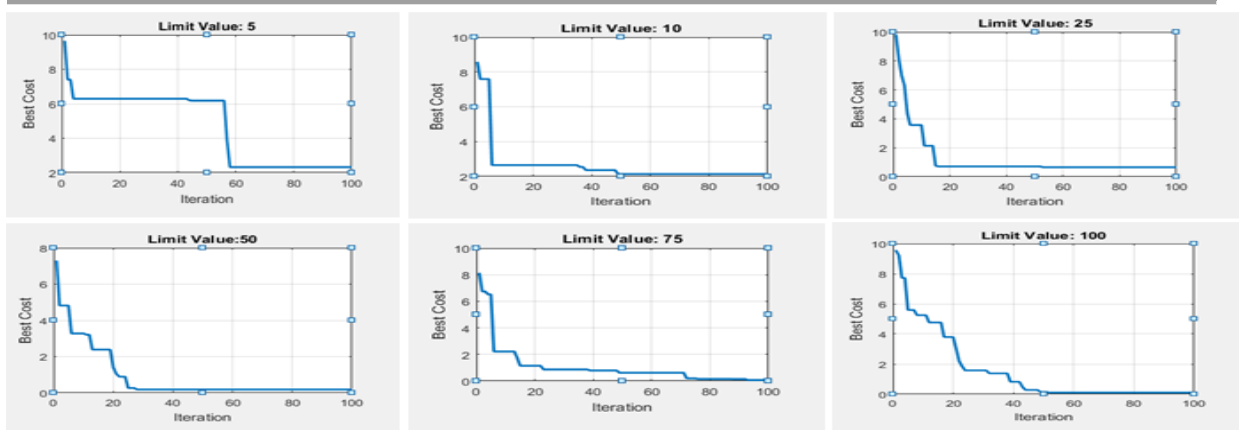 Limit Value: 5
10
8
6
4
2
0 20 40 60 80 100
Best Cost
Iteration
Limit Value: 10
10
8
6
4
2
0 20 40 60 80 100
Best Cost
Iteration
Limit Value: 25
10
8
6
4
2
0
0 20 40 60 80 100
Best Cost
Iteration
Limit Value:50
8
6
4
2
0
0 20 40 60 80 100
Best Cost
Iteration
Limit Value: 75
10
8
6
4
2
0
0 20 40 60 80 100
Best Cost
Iteration
Limit Value: 100
10
8
6
4
2
0
0 20 40 60 80 100
Best Cost
Iteration